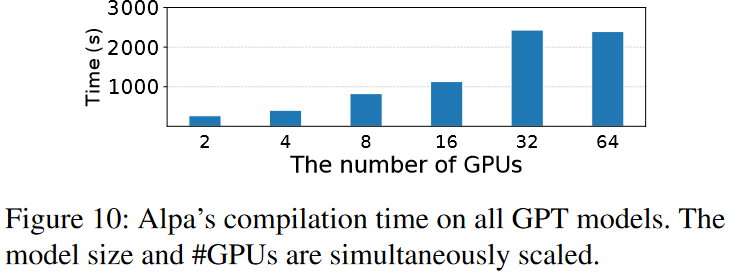 3000
2000
1000
Time (s)
2 4 8 16 32 64
The number of GPUs
Figure 10: Alpa's compilation time on all GPT models. The
model size and #GPUs are simultaneously scaled.